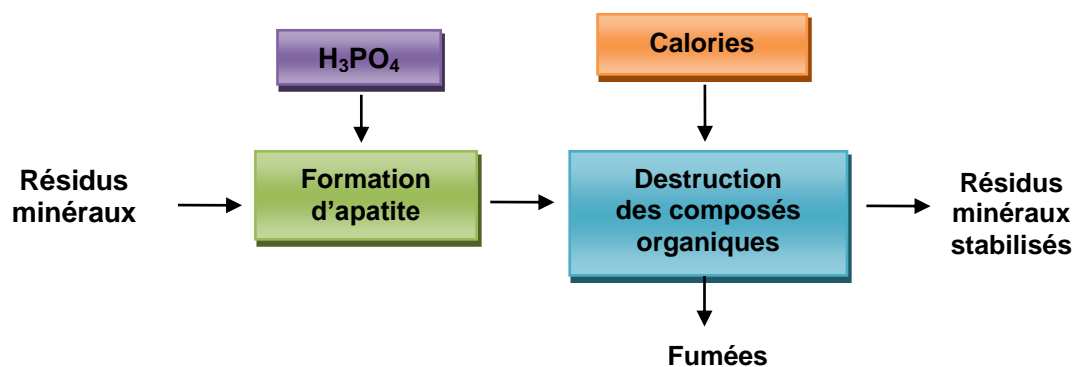 H₃PO₄
Calories
Résidus
minéraux
Formation
d'apatite
Destruction
des composés
organiques
Résidus
minéraux
stabilisés
Fumées